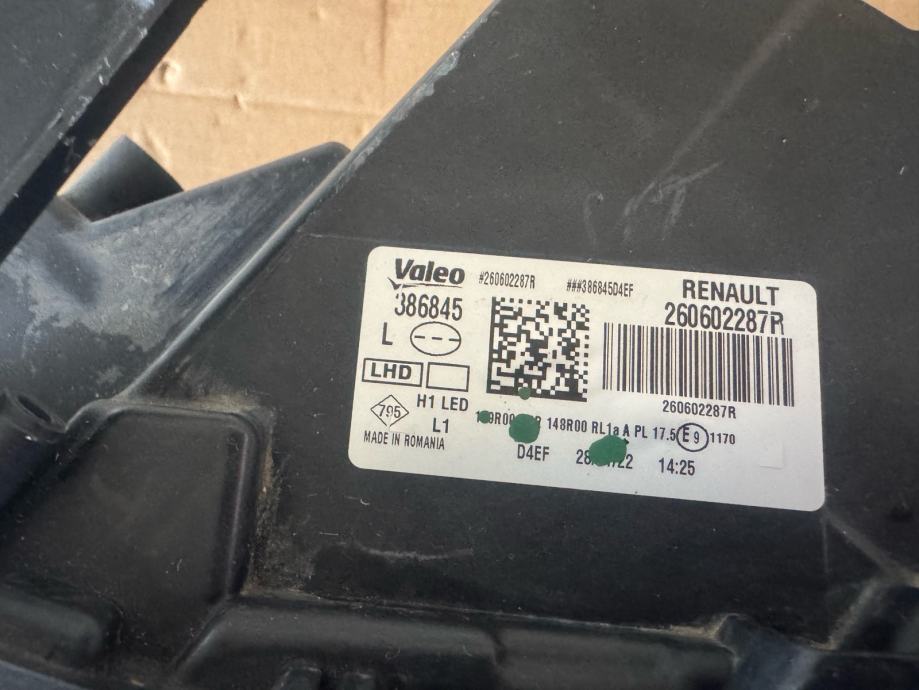 Valeo
#260602287R
###386845D4EF
RENAULT
386845
260602287R
L
LHD
260602287R
H1 LED
795
L1
148R00 RL1a A PL 17.5 E9 1170
MADE IN ROMANIA
D4EF
14:25